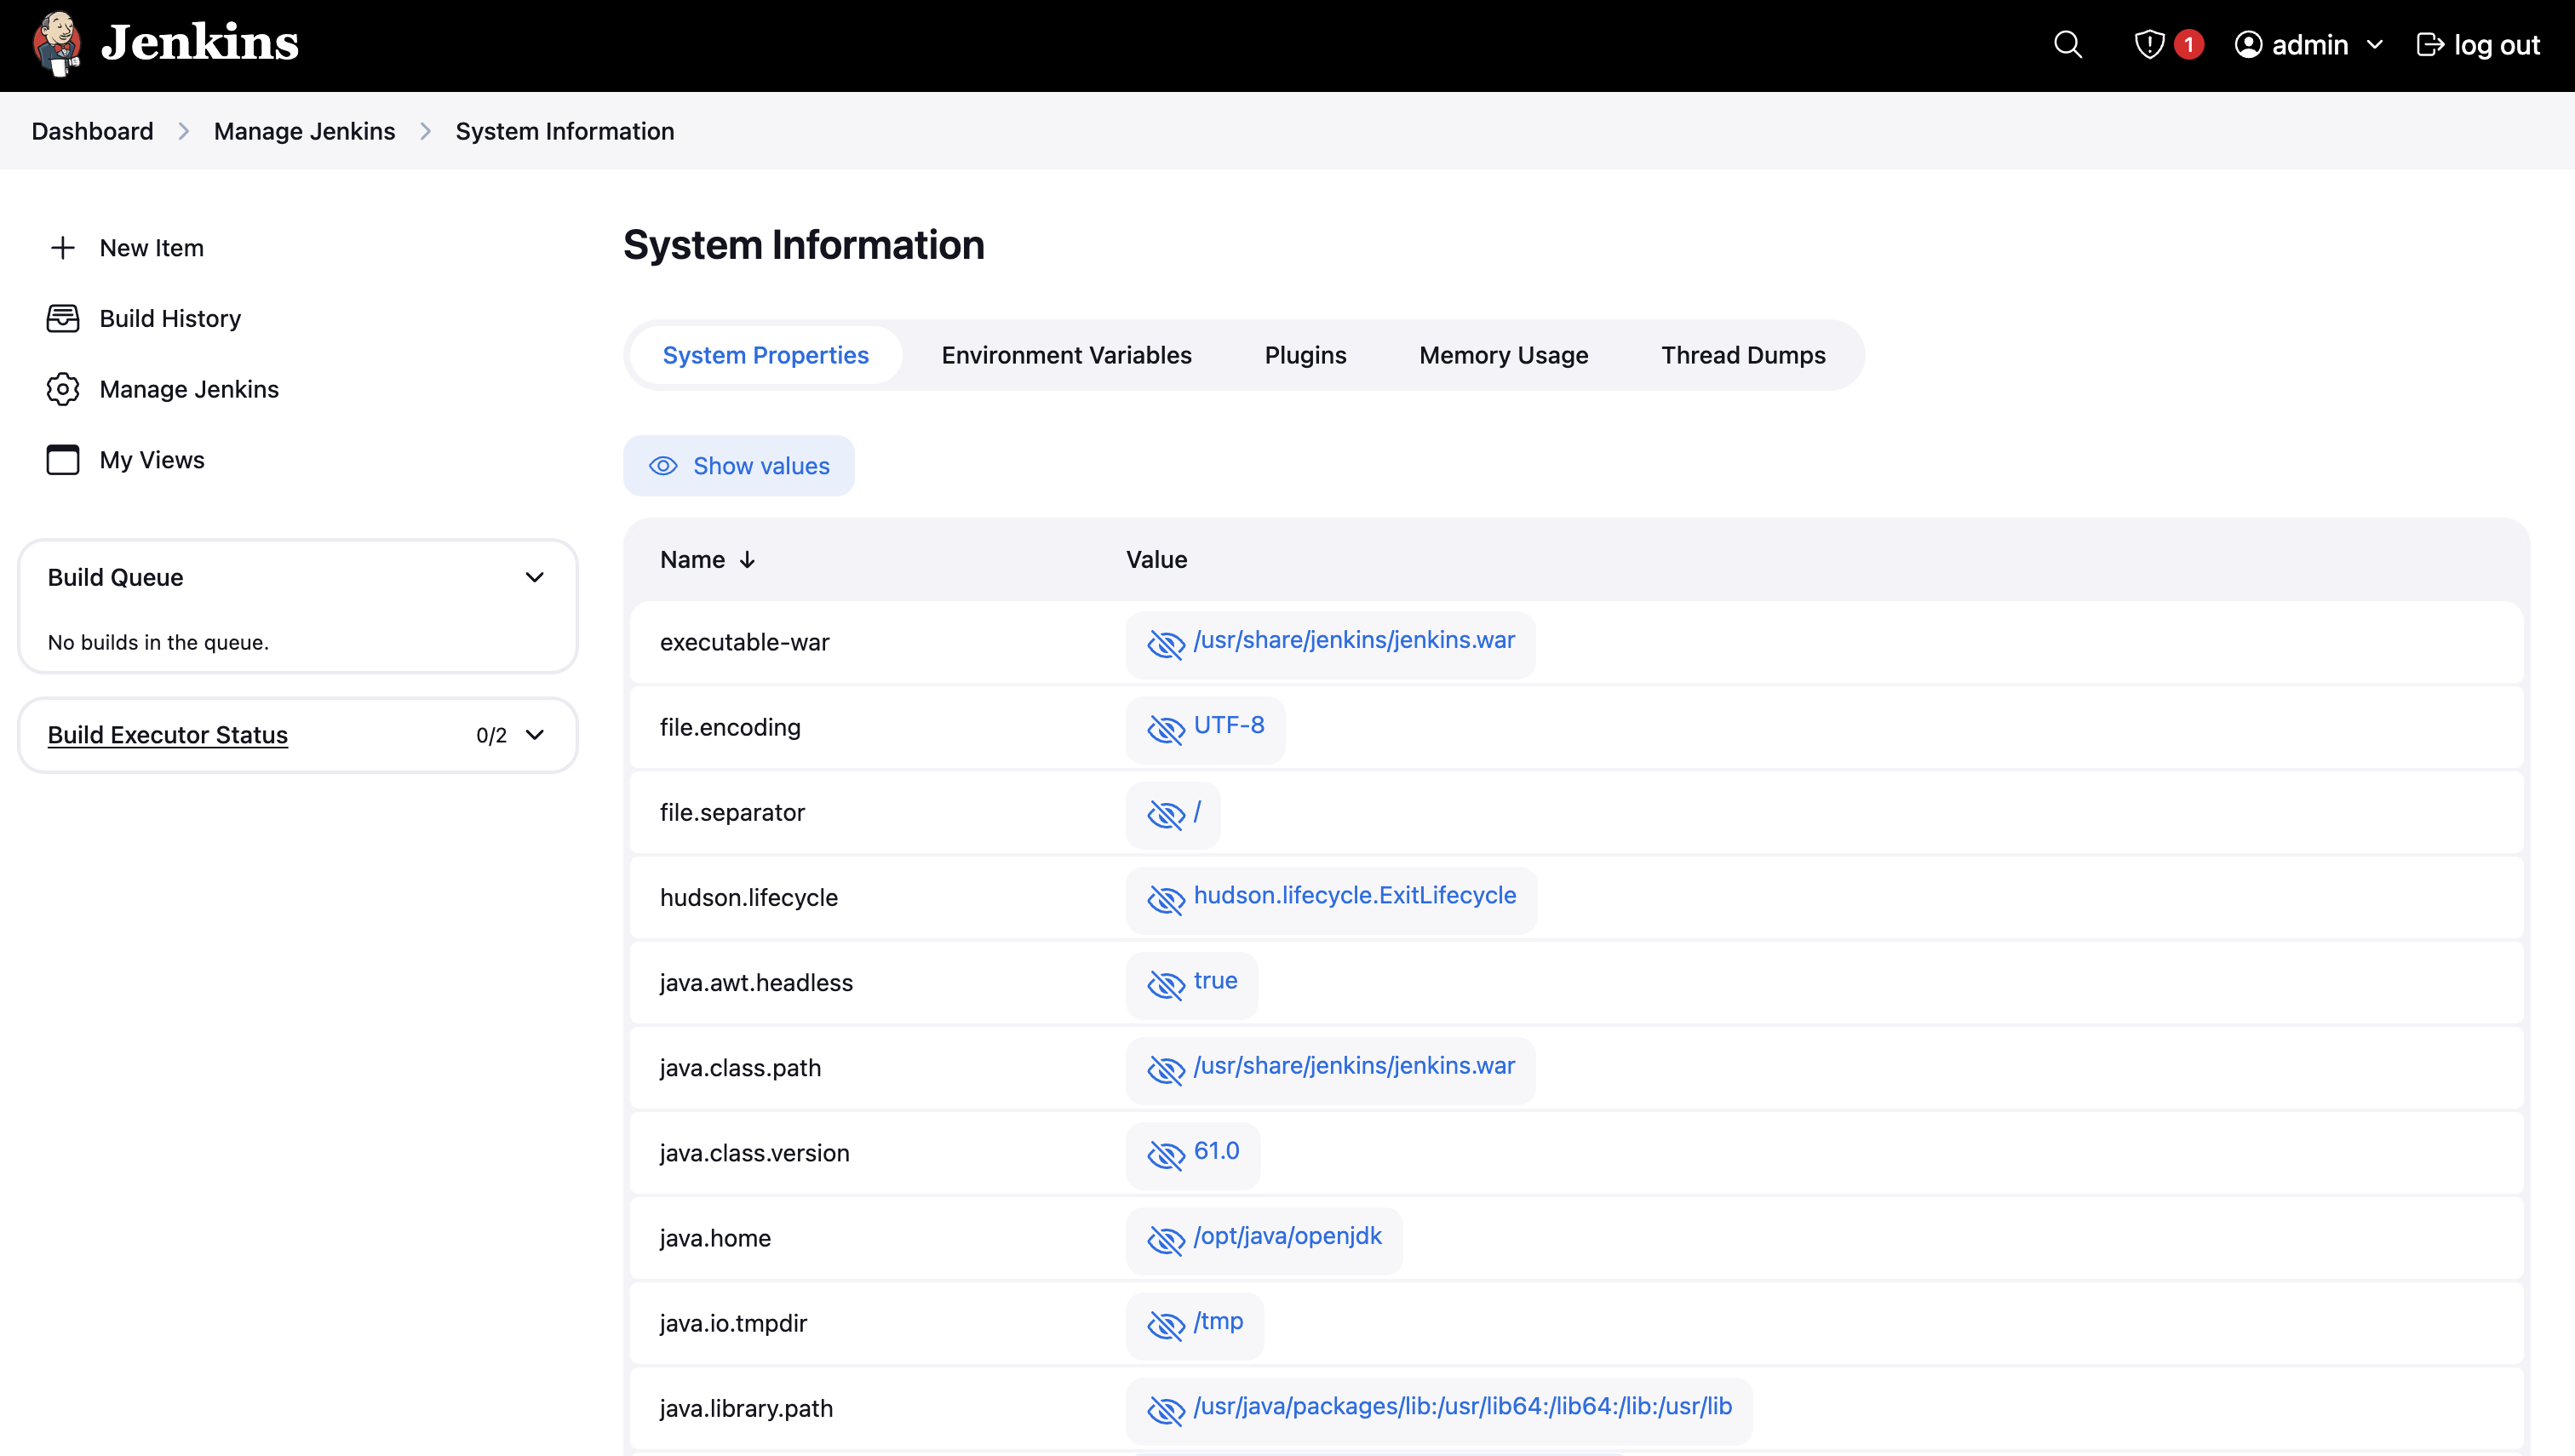 Jenkins
1
admin
log out
Dashboard
Manage Jenkins
System Information
New Item
Build History
Manage Jenkins
My Views
Build Queue
No builds in the queue.
Build Executor Status
0/2
System Information
System Properties
Environment Variables
Plugins
Memory Usage
Thread Dumps
Show values
Name ↓
Value
executable-war
/usr/share/jenkins/jenkins.war
file.encoding
UTF-8
file.separator
/
hudson.lifecycle
hudson.lifecycle.ExitLifecycle
java.awt.headless
true
java.class.path
/usr/share/jenkins/jenkins.war
java.class.version
61.0
java.home
/opt/java/openjdk
java.io.tmpdir
/tmp
java.library.path
/usr/java/packages/lib:/usr/lib64:/lib64:/lib:/usr/lib